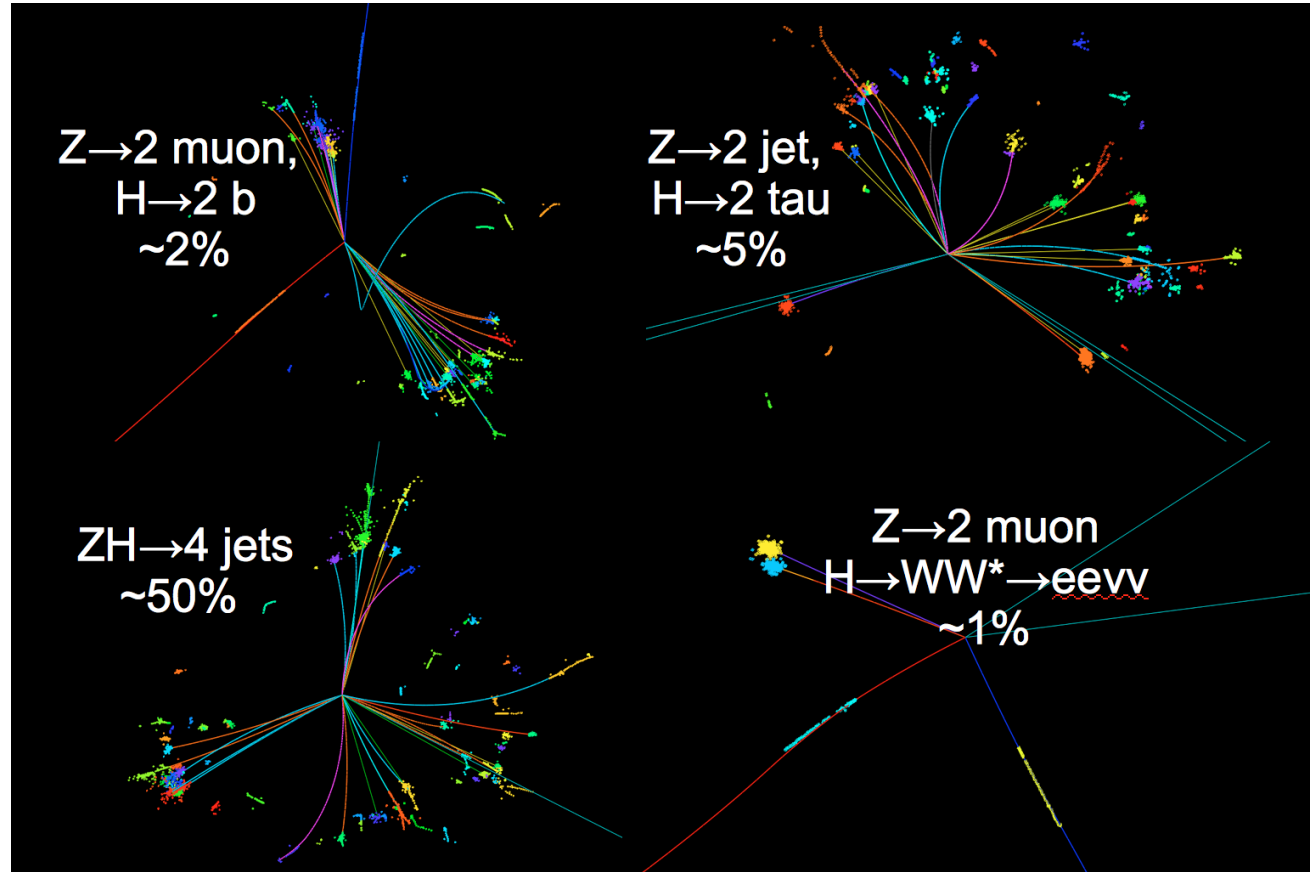 Z→2 muon,
H→2 b
~2%
Z→2 jet,
H→2 tau
~5%
ZH→4 jets
~50%
Z→2 muon
H→WW*→eevv
~1%